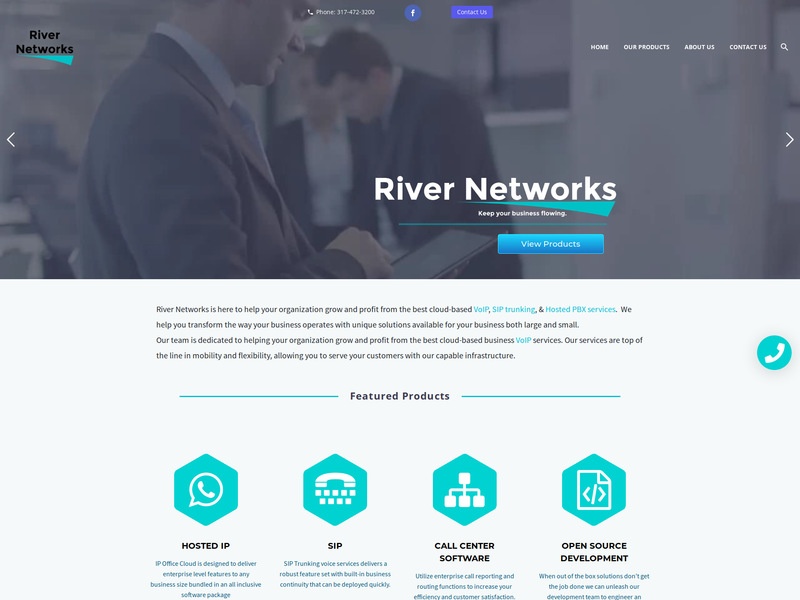 Phone: 317-472-3200
Contact Us
River
Networks
HOME
OUR PRODUCTS
ABOUT US
CONTACT US
River Networks
Keep your business flowing.
View Products
River Networks is here to help your organization grow and profit from the best cloud-based VoIP, SIP trunking, & Hosted PBX services. We
help you transform the way your business operates with unique solutions available for your business both large and small.
Our team is dedicated to helping your organization grow and profit from the best cloud-based business VoIP services. Our services are top of
the line in mobility and flexibility, allowing you to serve your customers with our capable infrastructure.
Featured Products
HOSTED IP
IP Office Cloud is designed to deliver
enterprise level features to any
business size bundled in an all inclusive
software package
SIP
SIP Trunking voice services delivers a
robust feature set with built-in business
continuity that can be deployed quickly.
CALL CENTER
SOFTWARE
Utilize enterprise call reporting and
routing functions to increase your
efficiency and customer satisfaction.
OPEN SOURCE
DEVELOPMENT
When out of the box solutions don't get
the job done we can unleash our
development team to engineer an